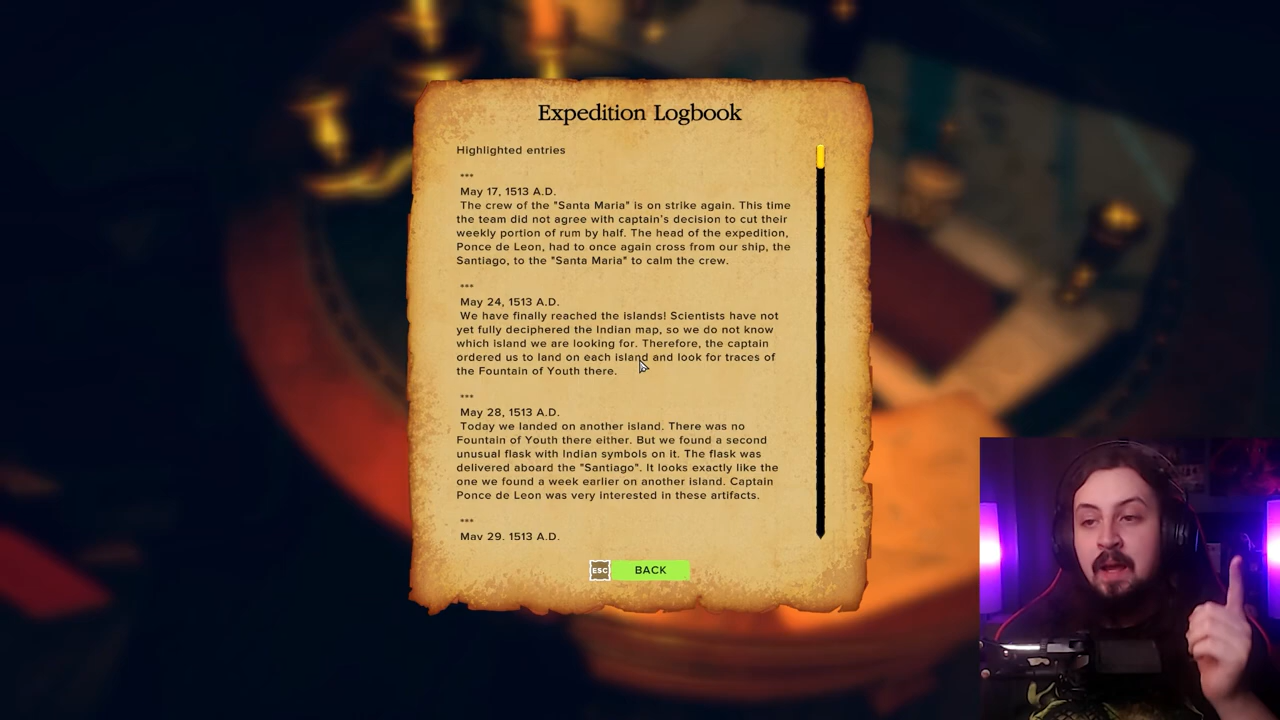 Expedition Logbook
Highlighted entries
***
May 17, 1513 A.D.
The crew of the "Santa Maria" is on strike again. This time
the team did not agree with captain's decision to cut their
weekly portion of rum by half. The head of the expedition,
Ponce de Leon, had to once again cross from our ship, the
Santiago, to the "Santa Maria" to calm the crew.
***
May 24, 1513 A.D.
We have finally reached the islands! Scientists have not
yet fully deciphered the Indian map, so we do not know
which island we are looking for. Therefore, the captain
ordered us to land on each island and look for traces of
the Fountain of Youth there.
***
May 28, 1513 A.D.
Today we landed on another island. There was no
Fountain of Youth there either. But we found a second
unusual flask with Indian symbols on it. The flask was
delivered aboard the "Santiago". It looks exactly like the
one we found a week earlier on another island. Captain
Ponce de Leon was very interested in these artifacts.
***
May 29, 1513 A.D.
ESC BACK